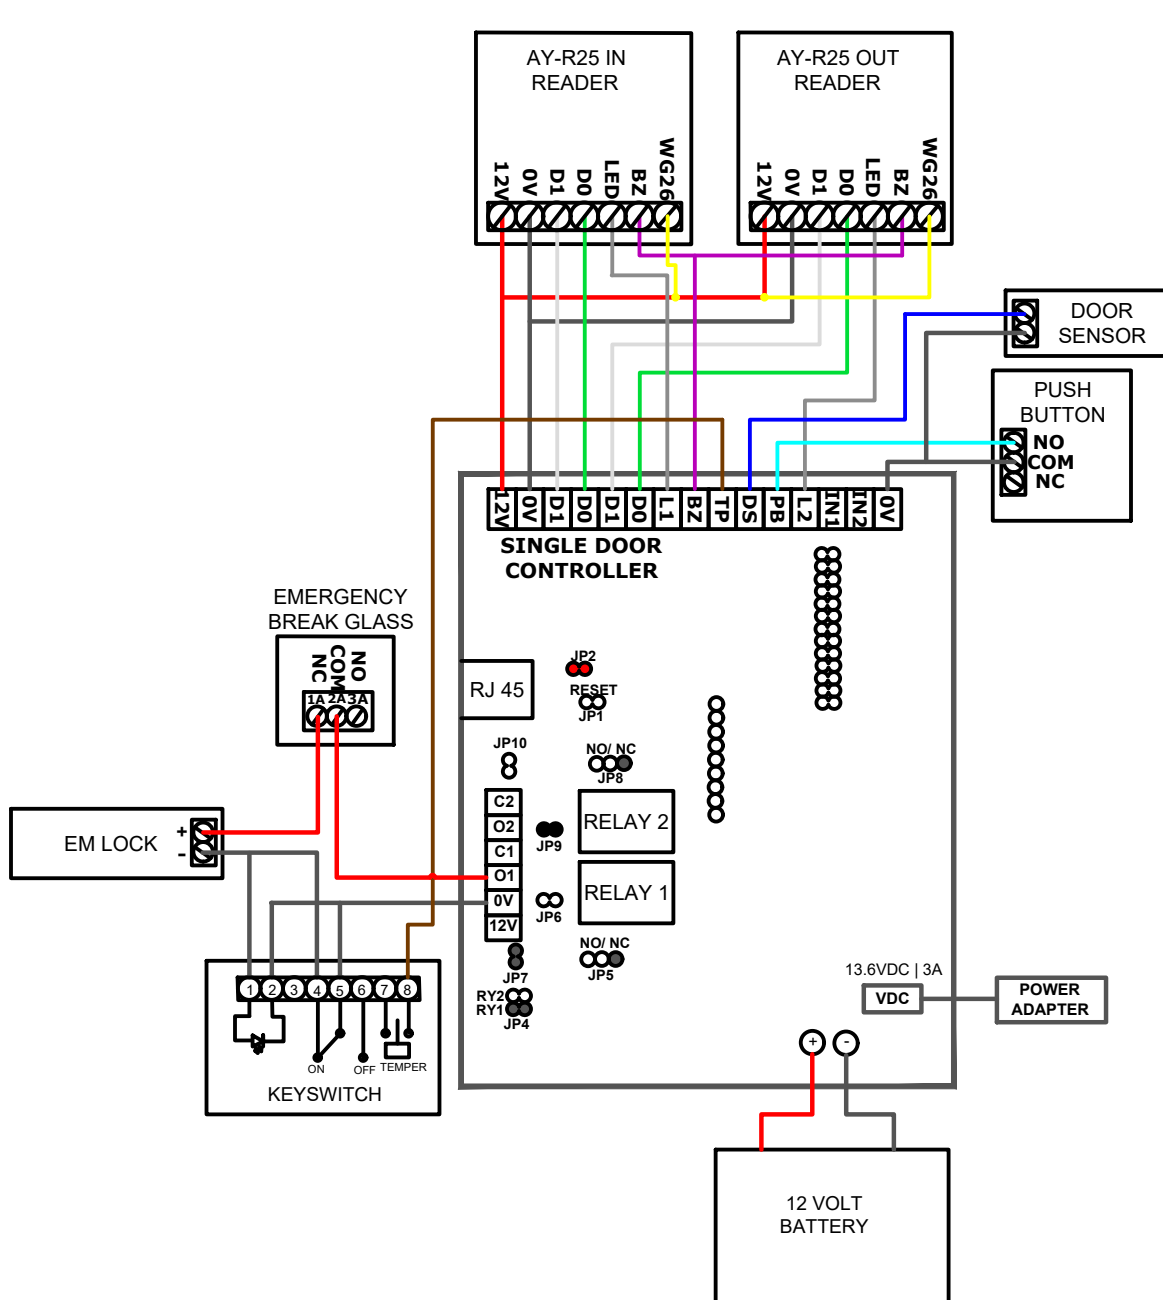 AY-R25 IN
READER
12V 0V D1 D0 LED BZ WG26
AY-R25 OUT
READER
12V 0V D1 D0 LED BZ WG26
DOOR
SENSOR
PUSH
BUTTON
NO
COM
NC
12V 0V D1 D0 D1 D0 L1 BZ TP DS PB L2 IN1 IN2 0V
SINGLE DOOR
CONTROLLER
EMERGENCY
BREAK GLASS
NC COM NO
1A 2A 3A
RJ 45
JP2
RESET
JP1
JP10
NO/ NC
JP8
C2
O2
C1
O1
0V
12V
JP9
RELAY 2
JP6
RELAY 1
NO/ NC
JP5
JP7
RY2
RY1
JP4
EM LOCK
+
-
1 2 3 4 5 6 7 8
ON
OFF
TEMPER
KEYSWITCH
13.6VDC | 3A
VDC
POWER
ADAPTER
+ -
12 VOLT
BATTERY